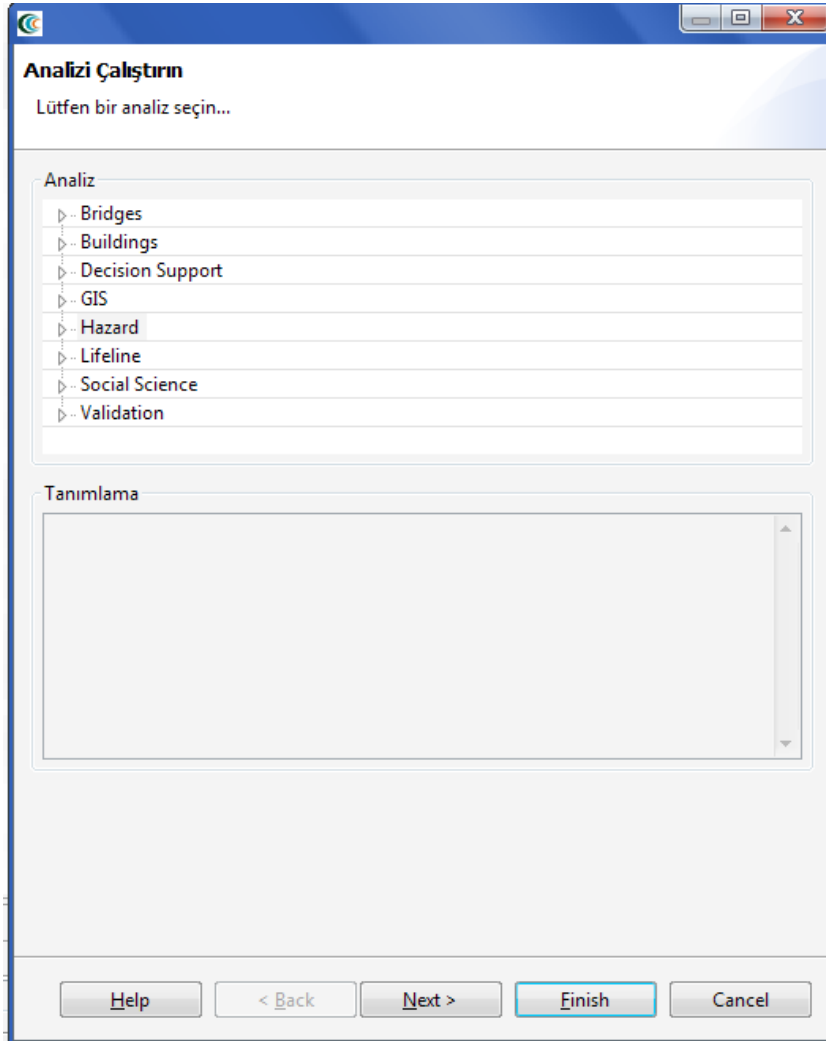 Analizi Çalıştırın
Lütfen bir analiz seçin...
Analiz
Bridges
Buildings
Decision Support
GIS
Hazard
Lifeline
Social Science
Validation
Tanımlama
Help
< Back
Next >
Finish
Cancel